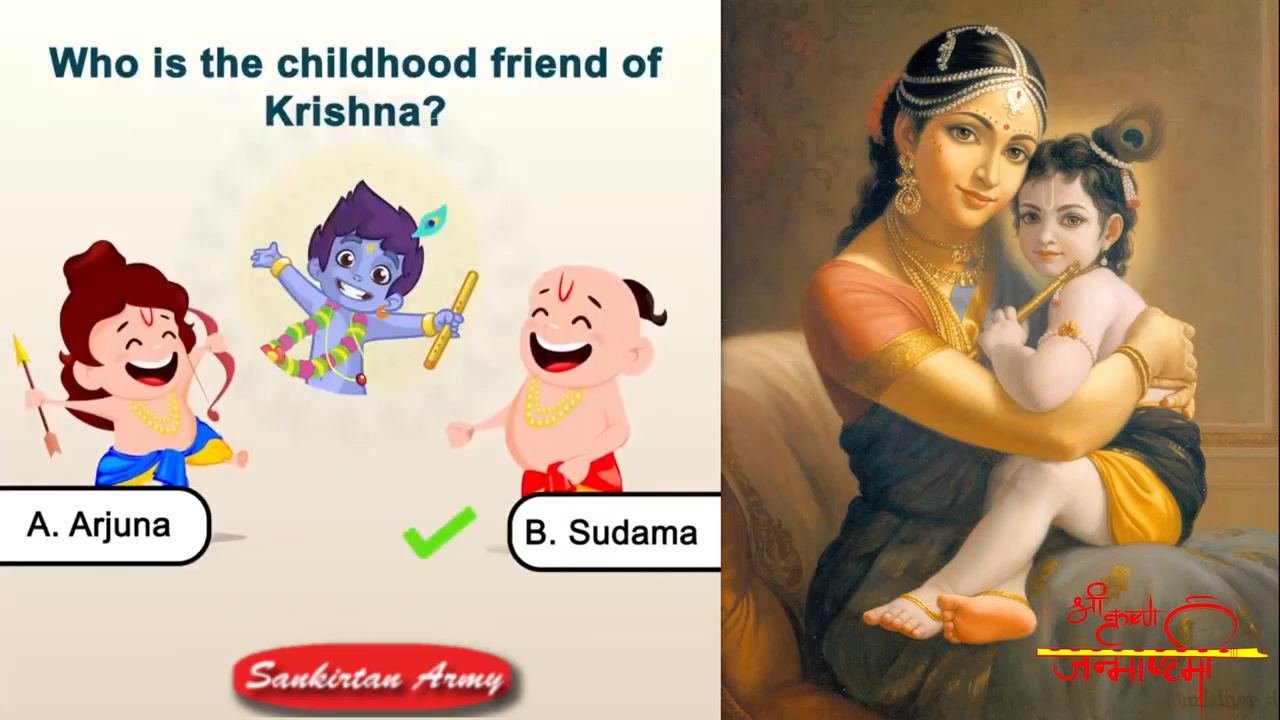 Who is the childhood friend of
Krishna?
A. Arjuna
B. Sudama
Sankirtan Army
श्री कृष्ण
जन्माष्टमी